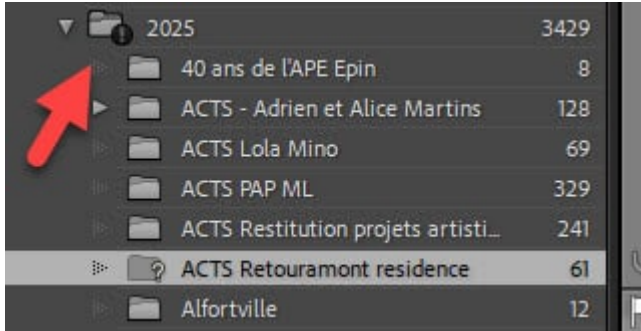 2025 3429
40 ans de l'APE Epin 8
ACTS - Adrien et Alice Martins 128
ACTS Lola Mino 69
ACTS PAP ML 329
ACTS Restitution projets artisti... 241
ACTS Retouramont residence 61
Alfortville 12